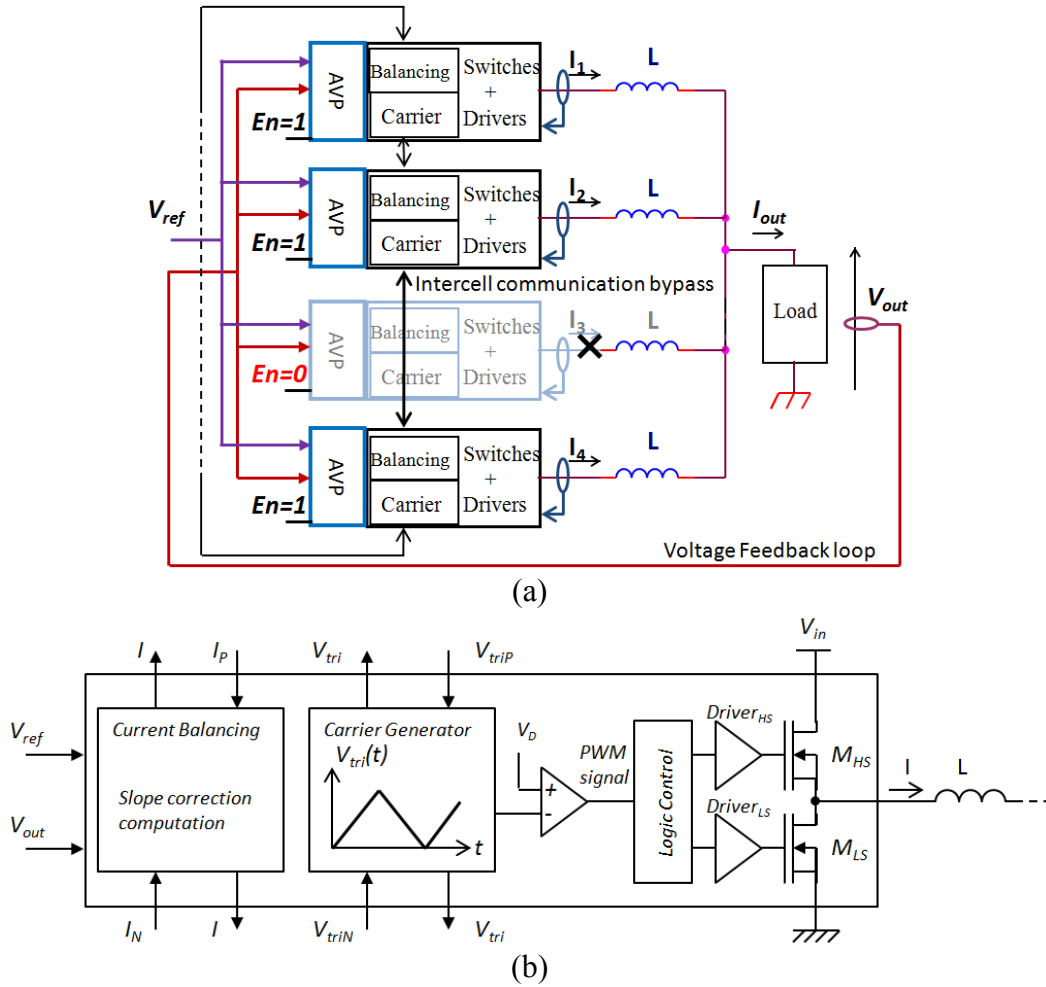 AVP
Balancing
Carrier
Switches
+
Drivers
I1
L
En=1
Vref
AVP
Balancing
Carrier
Switches
+
Drivers
I2
L
En=1
Iout
Intercell communication bypass
Load
Vout
AVP
Balancing
Carrier
Switches
+
Drivers
I3
L
En=0
AVP
Balancing
Carrier
Switches
+
Drivers
I4
L
En=1
Voltage Feedback loop
(a)
I
IP
Vtri
VtriP
Vin
Vref
Vout
Current Balancing
Slope correction
computation
Carrier Generator
Vtri(t)
t
VD
+
-
PWM
signal
Logic Control
DriverHS
DriverLS
MHS
MLS
I
L
IN
I
VtriN
Vtri
(b)